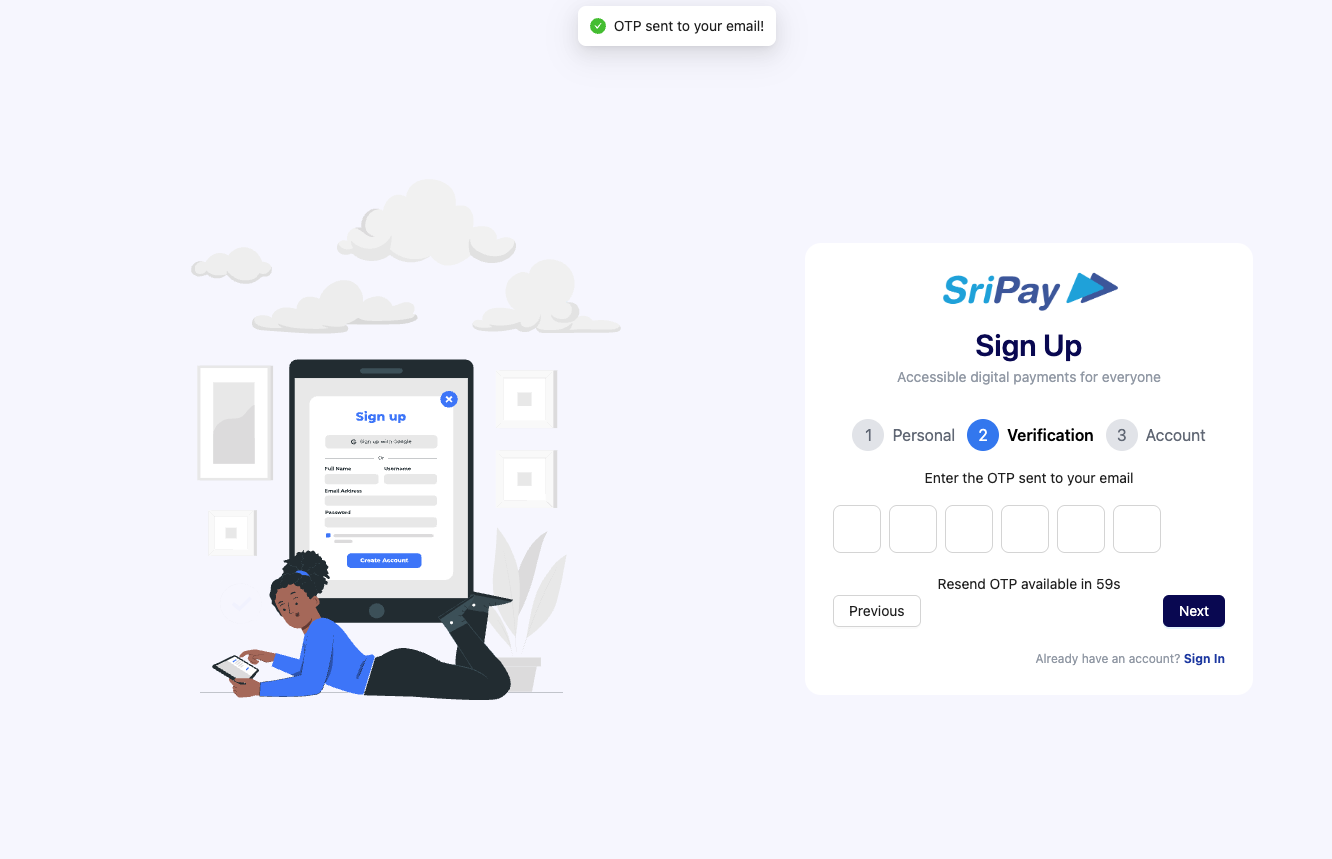 OTP sent to your email!
Sign up
G Sign up with Google
Or
Full Name Username
Email Address
Password
Create Account
SriPay
Sign Up
Accessible digital payments for everyone
1 Personal 2 Verification 3 Account
Enter the OTP sent to your email
Resend OTP available in 59s
Previous Next
Already have an account? Sign In